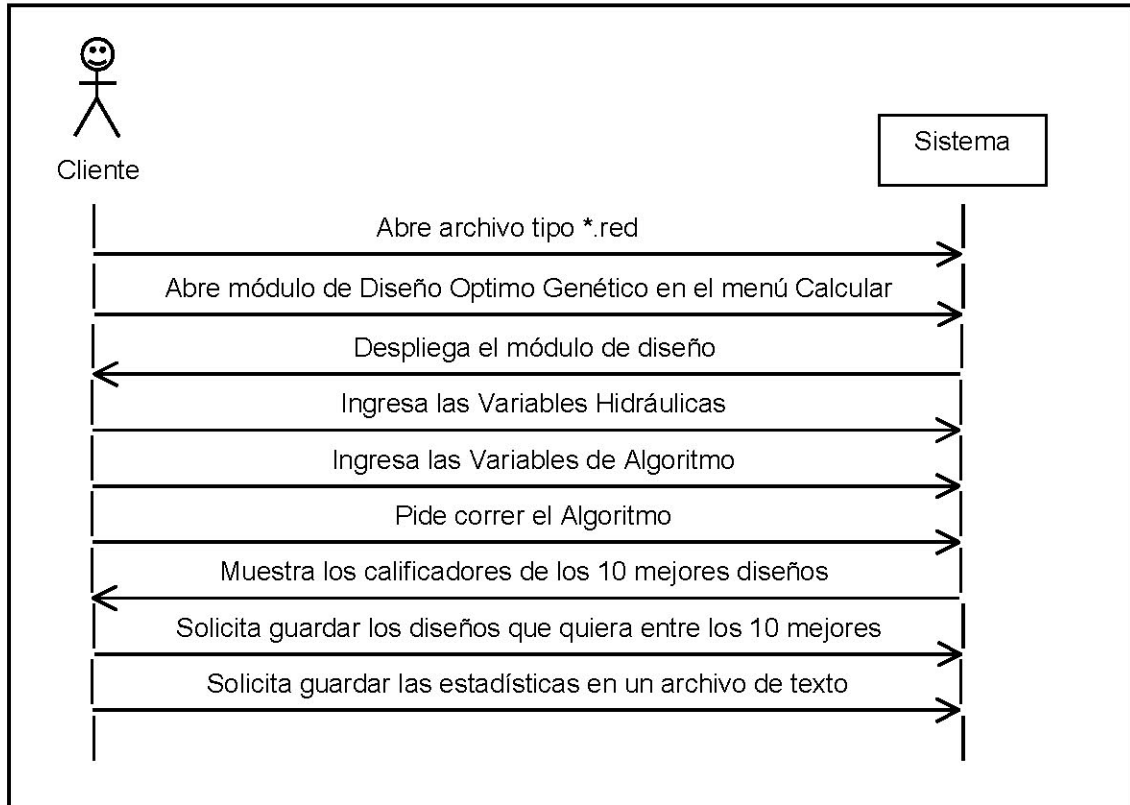 Cliente
Sistema
Abre archivo tipo *.red
Abre módulo de Diseño Optimo Genético en el menú Calcular
Despliega el módulo de diseño
Ingresa las Variables Hidráulicas
Ingresa las Variables de Algoritmo
Pide correr el Algoritmo
Muestra los calificadores de los 10 mejores diseños
Solicita guardar los diseños que quiera entre los 10 mejores
Solicita guardar las estadísticas en un archivo de texto